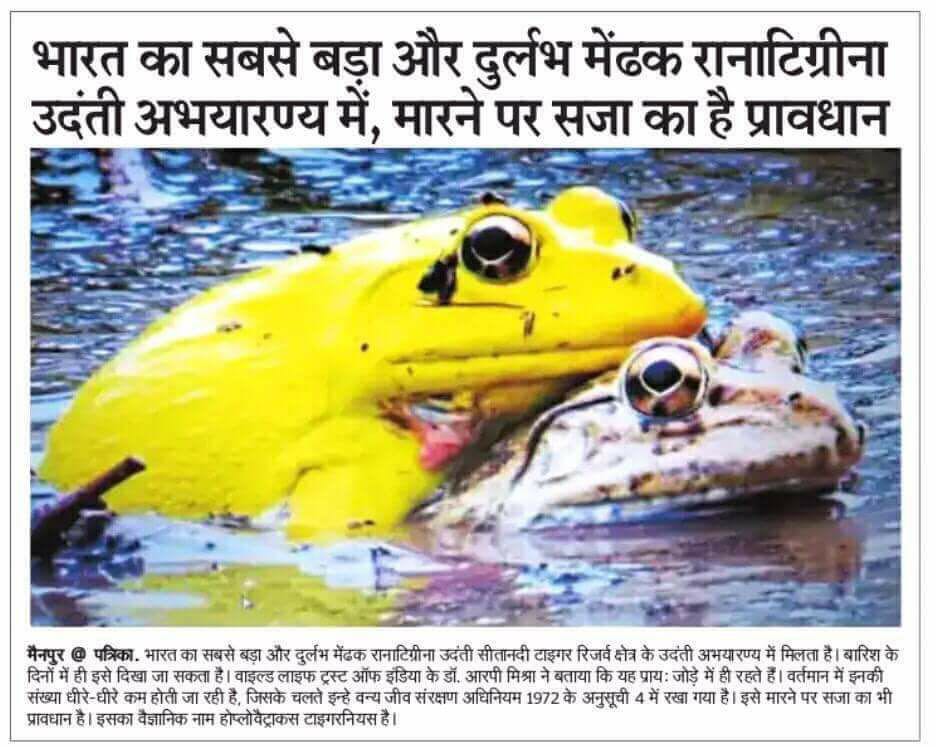 भारत का सबसे बड़ा और दुर्लभ मेंढक रानाटिग्रीना
उदंती अभयारण्य में, मारने पर सजा का है प्रावधान
मैनपुर @ पत्रिका. भारत का सबसे बड़ा और दुर्लभ मेंढक रानाटिग्रीना उदंती सीतानदी टाइगर रिजर्व क्षेत्र के उदंती अभयारण्य में मिलता है। बारिश के
दिनों में ही इसे दिखा जा सकता है। वाइल्ड लाइफ ट्रस्ट ऑफ इंडिया के डॉ. आरपी मिश्रा ने बताया कि यह प्राय: जोड़े में ही रहते हैं। वर्तमान में इनकी
संख्या धीरे-धीरे कम होती जा रही है, जिसके चलते इन्हे वन्य जीव संरक्षण अधिनियम 1972 के अनुसूची 4 में रखा गया है। इसे मारने पर सजा का भी
प्रावधान है। इसका वैज्ञानिक नाम होप्लोवैट्राकस टाइगरनियस है।